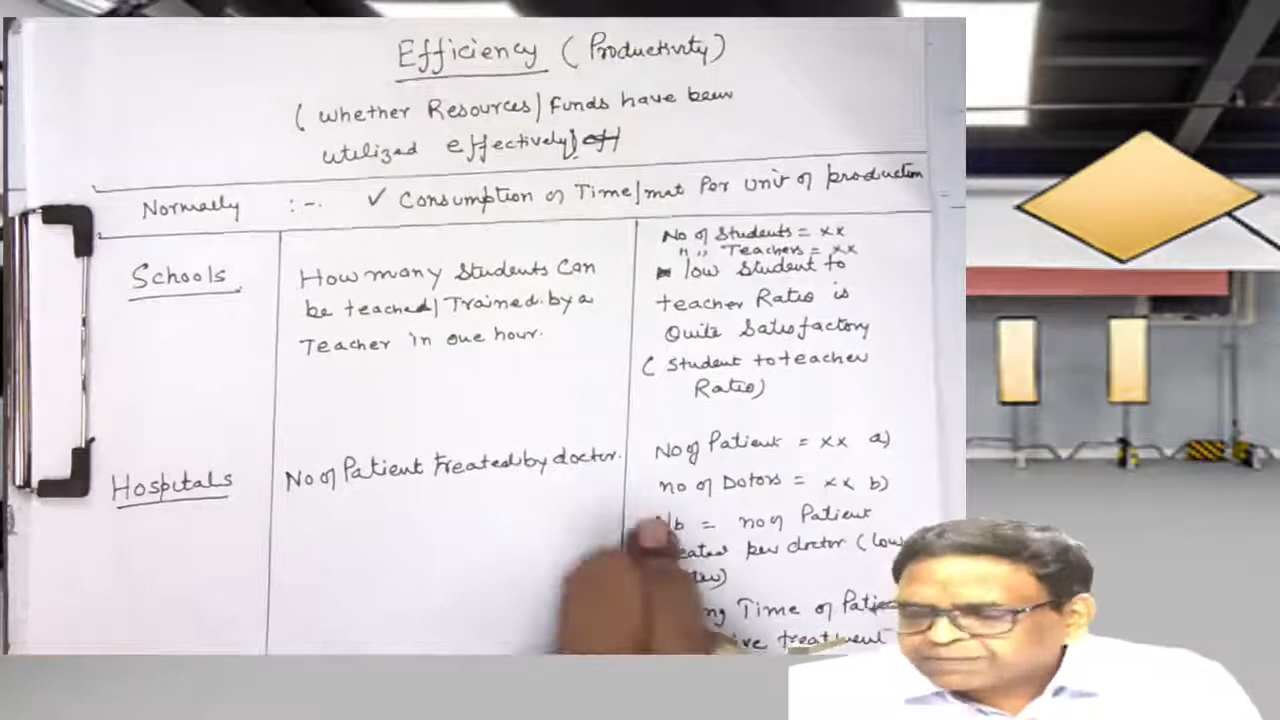 Efficiency (Productivity)
( Whether Resources/funds have been
utilized effectively)
Normally :-. ✓ Consumption of Time/mat Per unit of production
Schools
How many Students can
be teached/Trained by a
Teacher in one hour.
No of Students = xx
" " Teachers = xx
low student to
teacher Ratio is
Quite Satisfactory
( Student to teacher
Ratio)
Hospitals
No of Patient treated by doctor.
No of Patient = xx a)
no of Dotors = xx b)
/b = no of Patient
per doctor (low
Time of
treatment